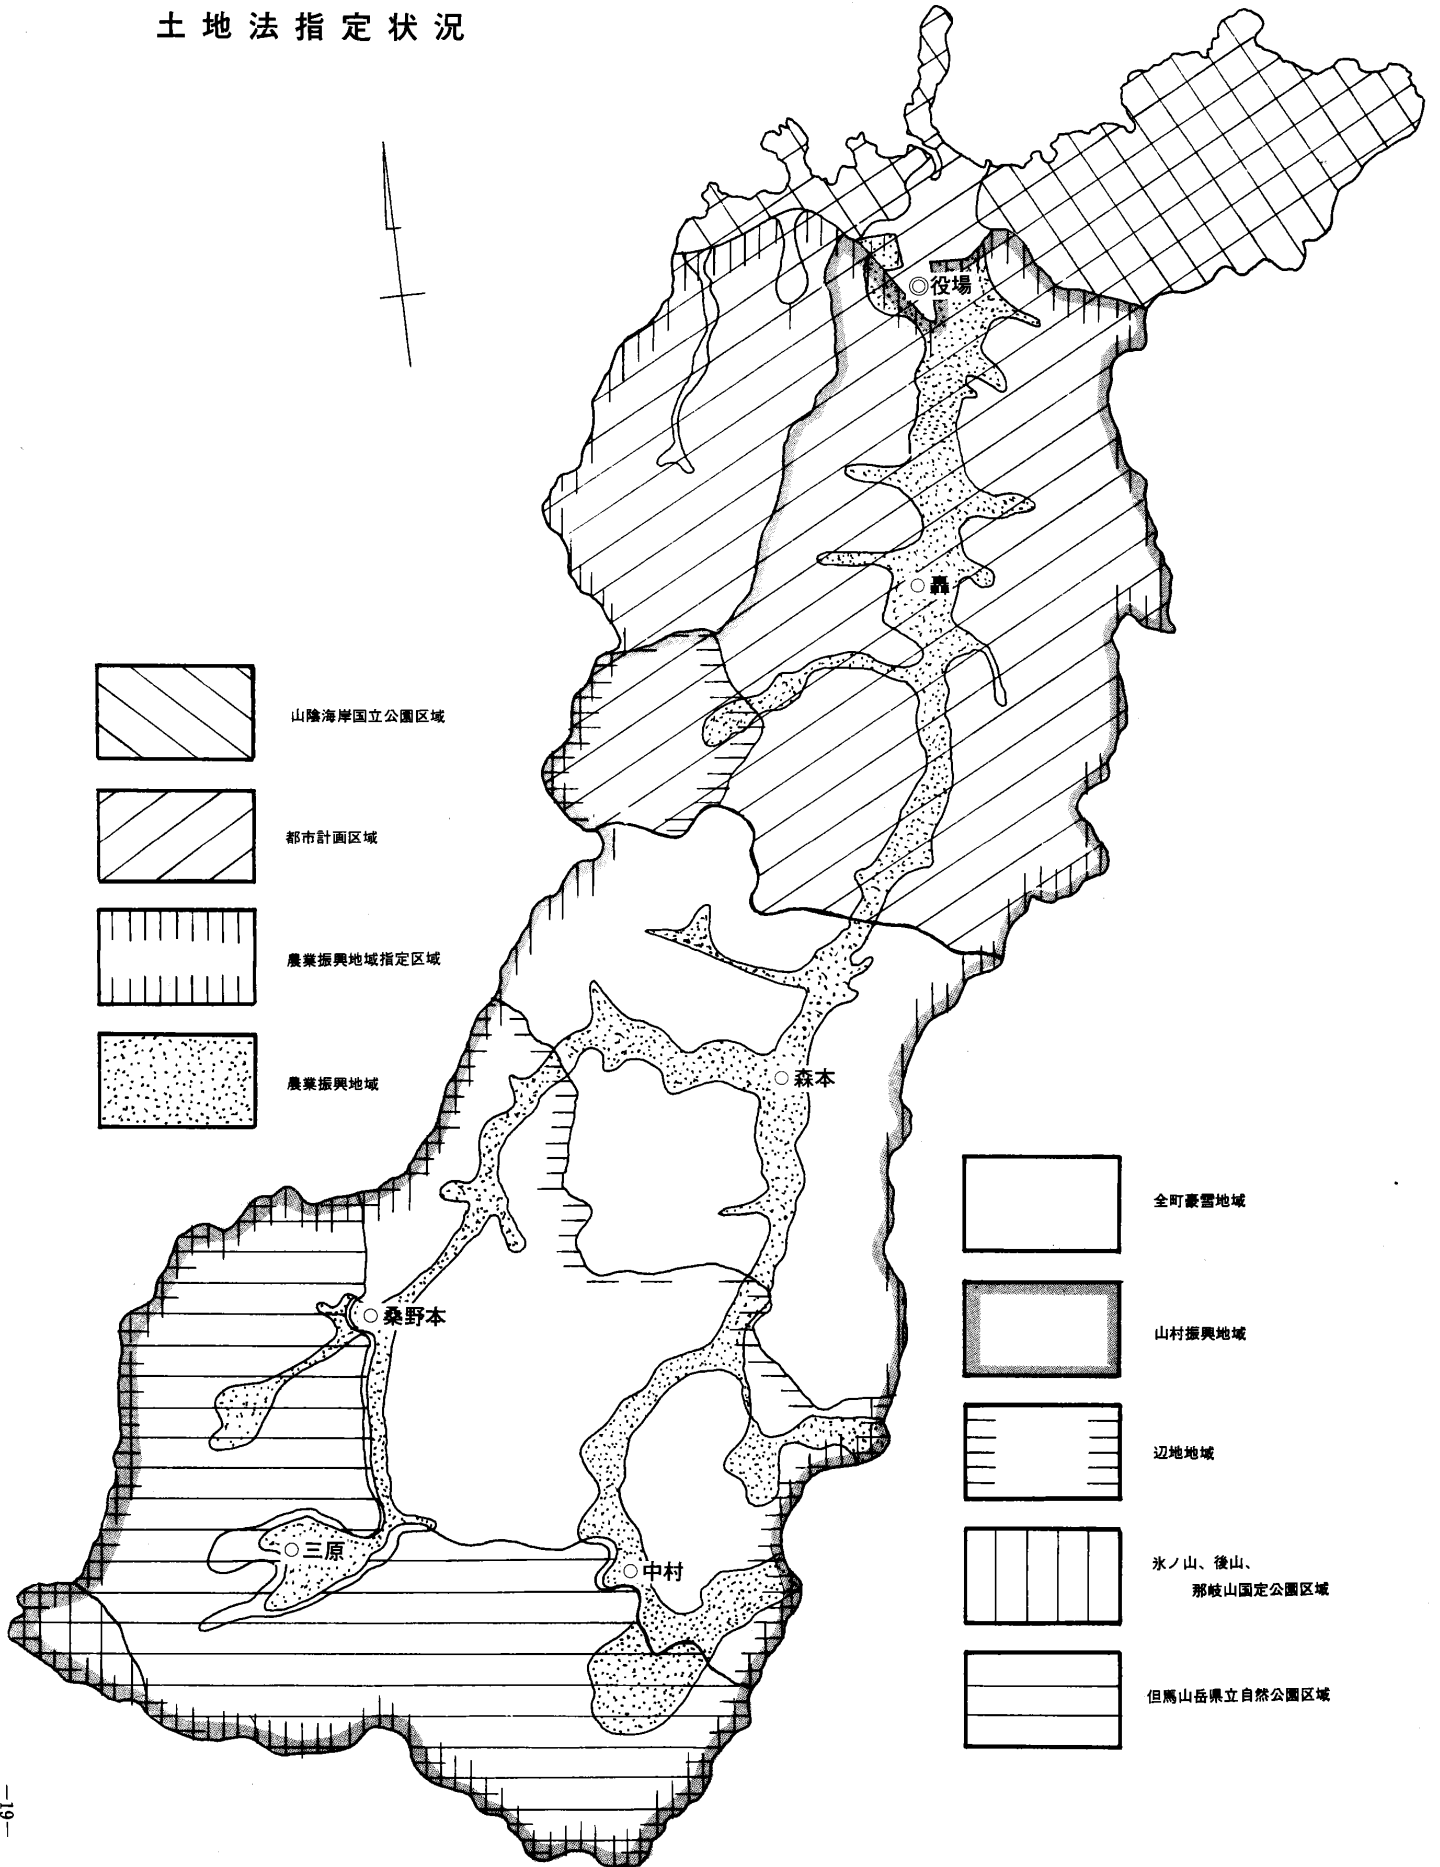 土地法指定状況
◎役場
○轟
山陰海岸国立公園区域
都市計画区域
農業振興地域指定区域
農業振興地域
○森本
○桑野本
○三原
○中村
全町豪雪地域
山村振興地域
辺地地域
氷ノ山、後山、
那岐山国定公園区域
但馬山岳県立自然公園区域
—19—